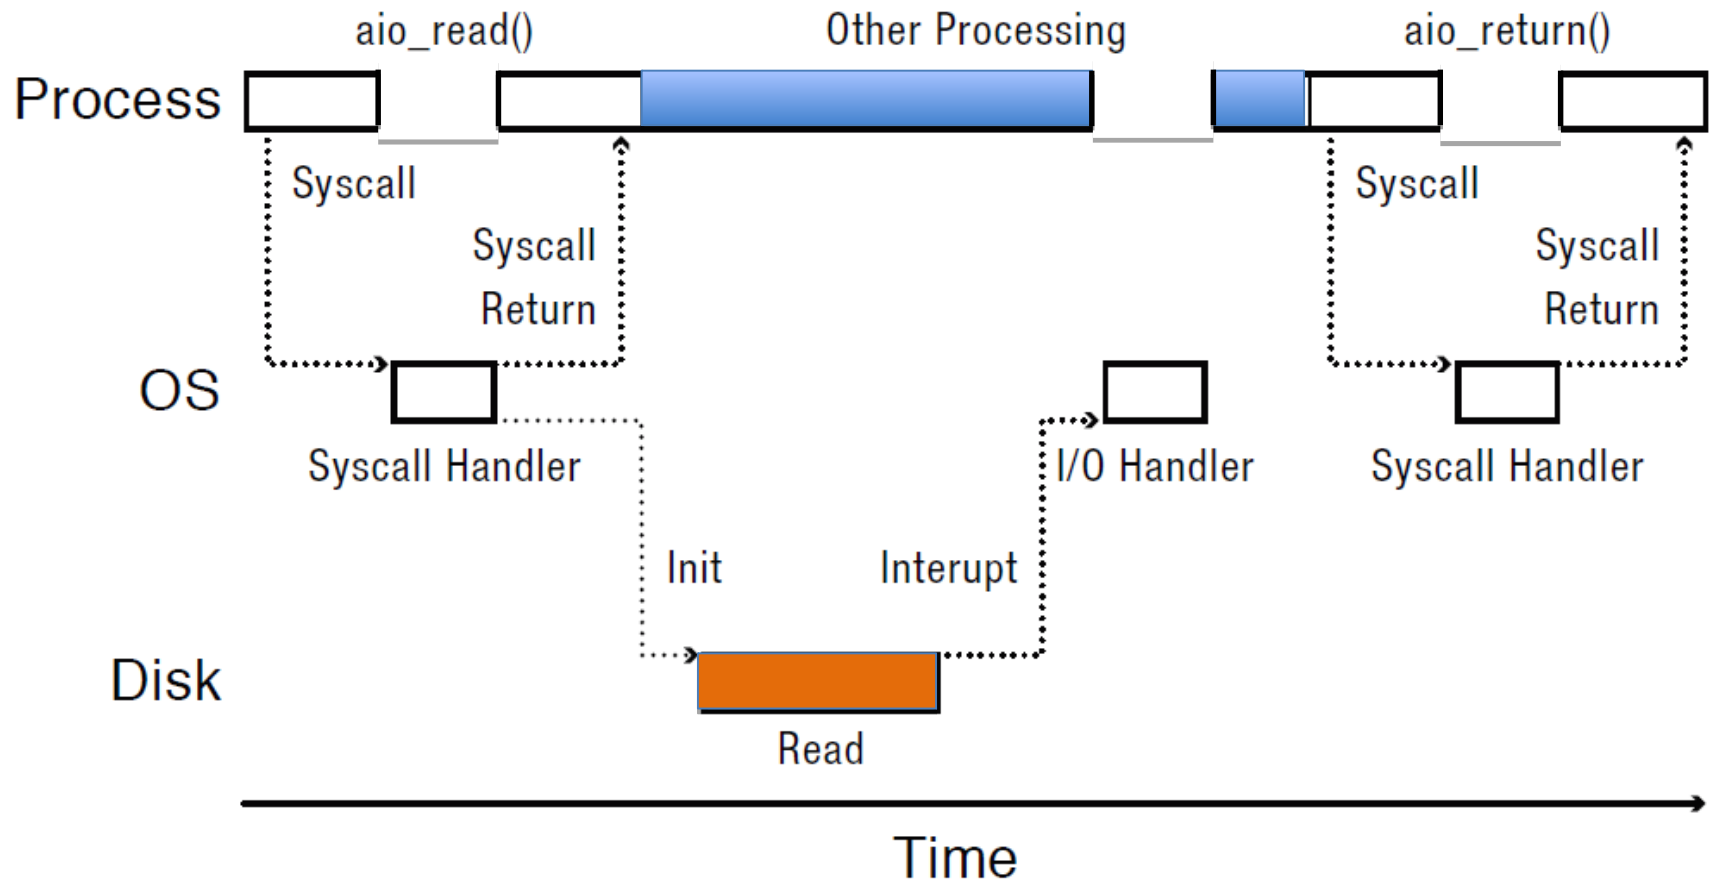 aio_read()
Other Processing
aio_return()
Process
Syscall
Syscall
Return
Syscall
Syscall
Return
OS
Syscall Handler
I/O Handler
Syscall Handler
Init
Interupt
Disk
Read
Time